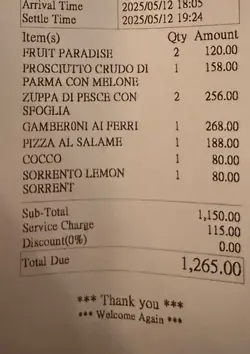 Arrival Time 2025/05/12 18:05
Settle Time 2025/05/12 19:24
Item(s) Qty Amount
FRUIT PARADISE 2 120.00
PROSCIUTTO CRUDO DI 1 158.00
PARMA CON MELONE
ZUPPA DI PESCE CON 2 256.00
SFOGLIA
GAMBERONI AI FERRI 1 268.00
PIZZA AL SALAME 1 188.00
COCCO 1 80.00
SORRENTO LEMON 1 80.00
SORRENT
Sub-Total 1,150.00
Service Charge 115.00
Discount(0%) 0.00
Total Due 1,265.00
*** Thank you ***
*** Welcome Again ***